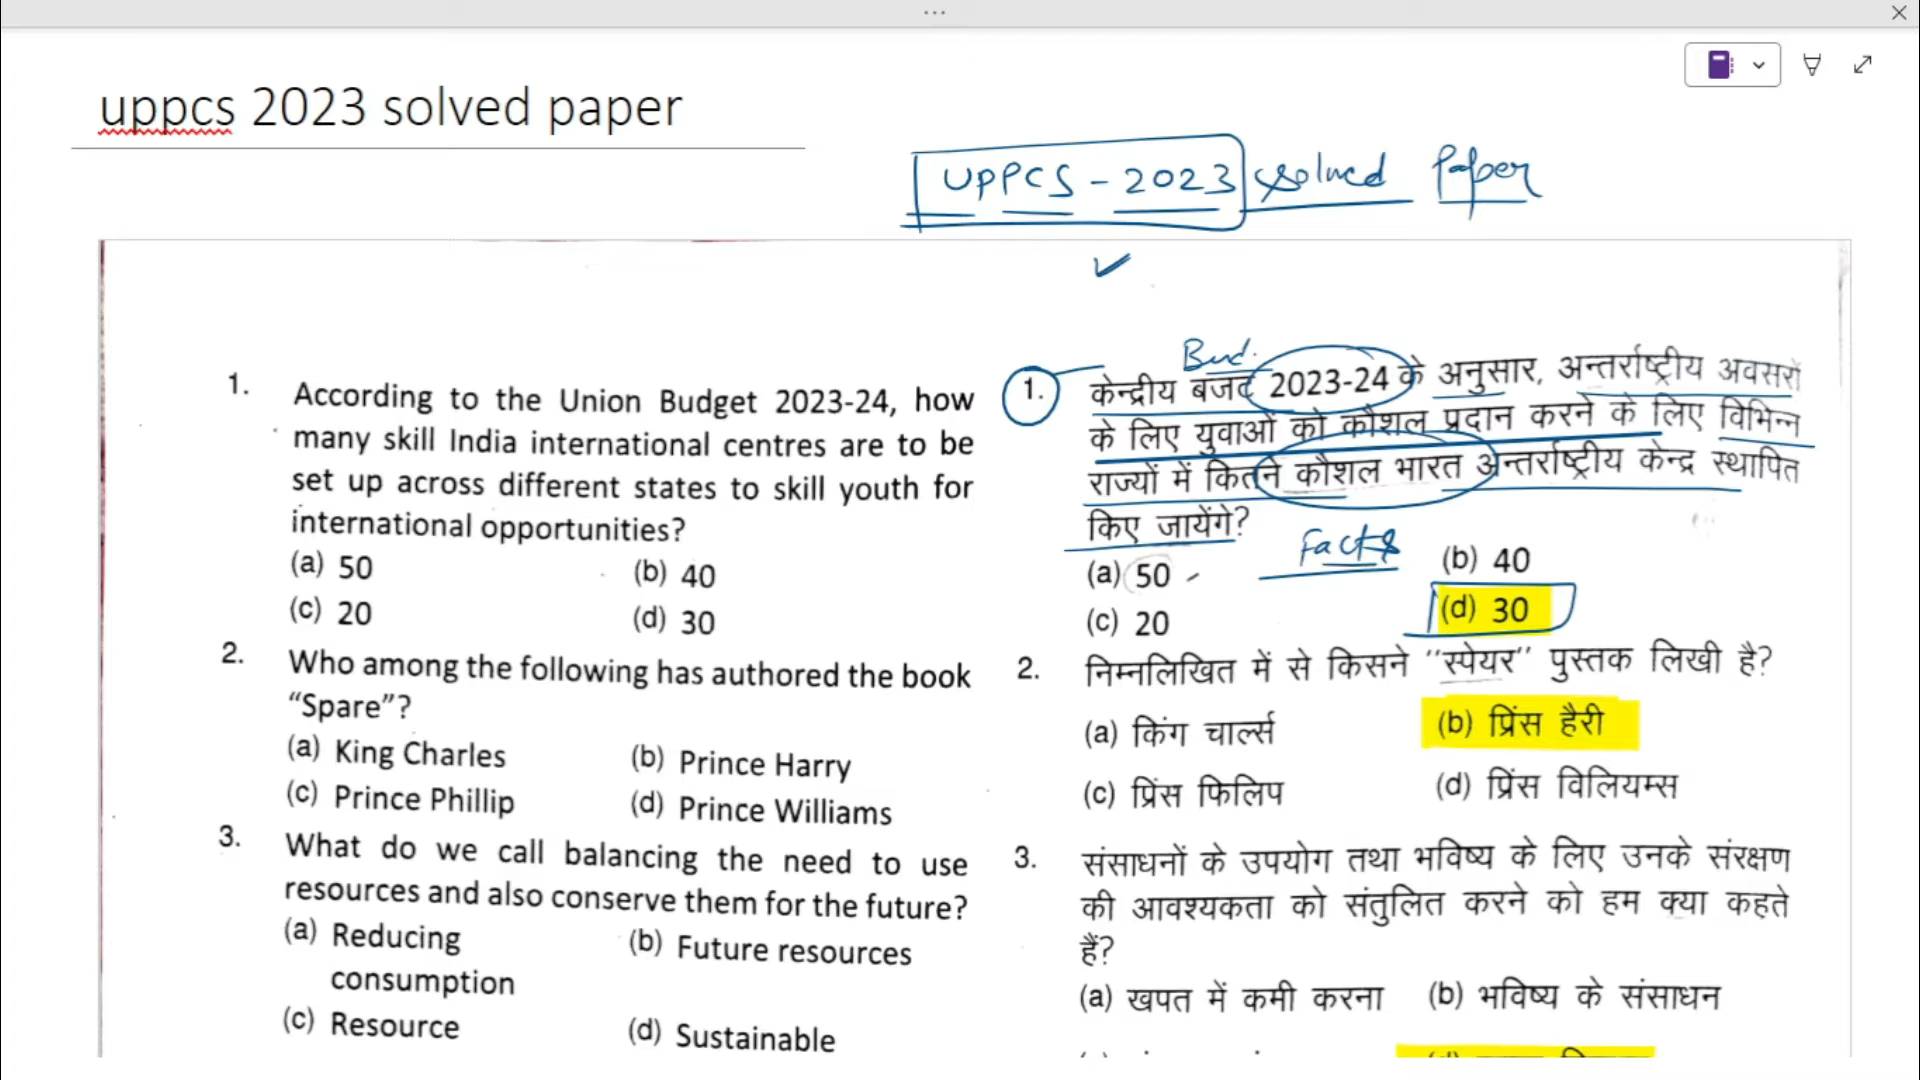 uppcs 2023 solved paper
UPPCS - 2023 solved Paper
1. According to the Union Budget 2023-24, how
many skill India international centres are to be
set up across different states to skill youth for
international opportunities?
(a) 50 (b) 40
(c) 20 (d) 30
2. Who among the following has authored the book
“Spare”?
(a) King Charles (b) Prince Harry
(c) Prince Phillip (d) Prince Williams
3. What do we call balancing the need to use
resources and also conserve them for the future?
(a) Reducing (b) Future resources
consumption
(c) Resource (d) Sustainable
Bud.
1. केन्द्रीय बजट 2023-24 के अनुसार, अन्तर्राष्ट्रीय अवसरों
के लिए युवाओं को कौशल प्रदान करने के लिए विभिन्न
राज्यों में कितने कौशल भारत अन्तर्राष्ट्रीय केन्द्र स्थापित
किए जायेंगे?
Facts
(a) 50 (b) 40
(c) 20 (d) 30
2. निम्नलिखित में से किसने ‘‘स्पेयर’’ पुस्तक लिखी है?
(a) किंग चार्ल्स (b) प्रिंस हैरी
(c) प्रिंस फिलिप (d) प्रिंस विलियम्स
3. संसाधनों के उपयोग तथा भविष्य के लिए उनके संरक्षण
की आवश्यकता को संतुलित करने को हम क्या कहते
हैं?
(a) खपत में कमी करना (b) भविष्य के संसाधन